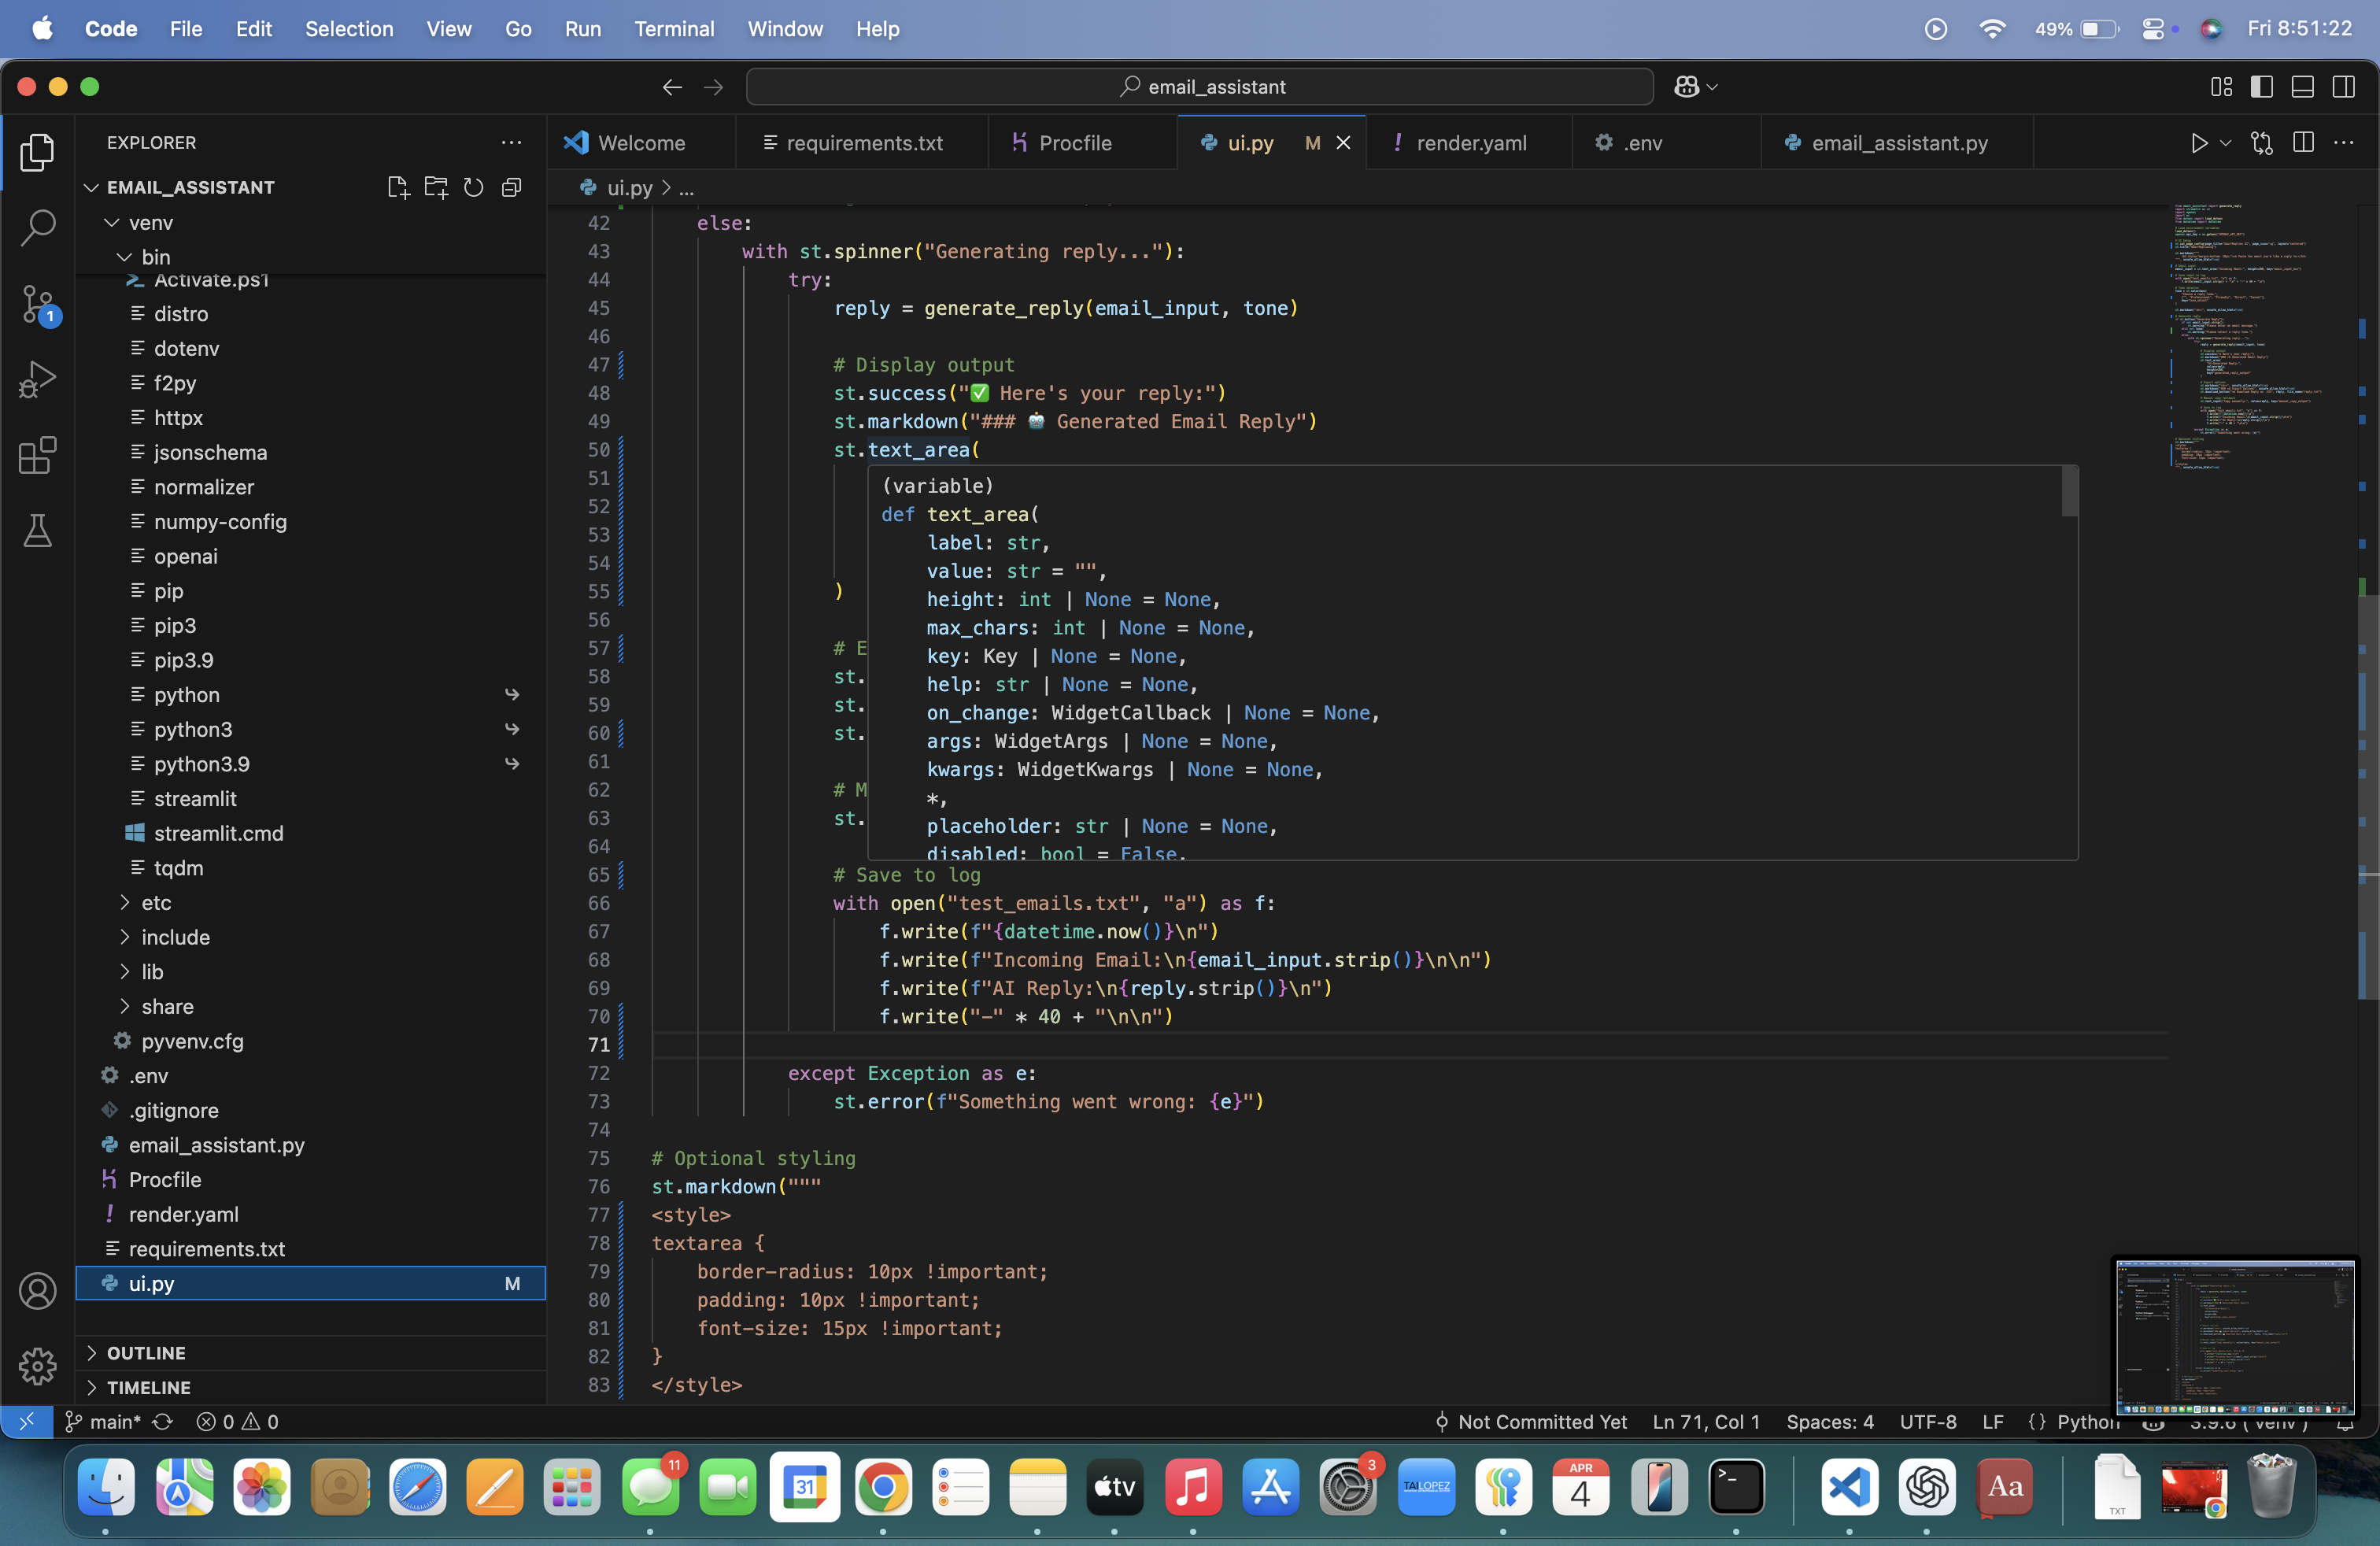 Code File Edit Selection View Go Run Terminal Window Help 49% Fri 8:51:22
email_assistant
EXPLORER
Welcome requirements.txt Procfile ui.py M render.yaml .env email_assistant.py
EMAIL_ASSISTANT
ui.py > ...
venv
bin
Activate.ps1
distro
dotenv
f2py
httpx
jsonschema
normalizer
numpy-config
openai
pip
pip3
pip3.9
python
python3
python3.9
streamlit
streamlit.cmd
tqdm
etc
include
lib
share
pyvenv.cfg
.env
.gitignore
email_assistant.py
Procfile
render.yaml
requirements.txt
ui.py M
OUTLINE
TIMELINE
42 else:
43 with st.spinner("Generating reply..."):
44 try:
45 reply = generate_reply(email_input, tone)
46
47 # Display output
48 st.success("✅ Here's your reply:")
49 st.markdown("### 🤖 Generated Email Reply")
50 st.text_area(
51
52
53
54
55 )
56
57 # E
58 st.
59 st.
60 st.
61
62 # M
63 st.
64
(variable)
def text_area(
label: str,
value: str = "",
height: int | None = None,
max_chars: int | None = None,
key: Key | None = None,
help: str | None = None,
on_change: WidgetCallback | None = None,
args: WidgetArgs | None = None,
kwargs: WidgetKwargs | None = None,
*,
placeholder: str | None = None,
disabled: bool = False,
65 # Save to log
66 with open("test_emails.txt", "a") as f:
67 f.write(f"{datetime.now()}\n")
68 f.write(f"Incoming Email:\n{email_input.strip()}\n\n")
69 f.write(f"AI Reply:\n{reply.strip()}\n")
70 f.write("-" * 40 + "\n\n")
71
72 except Exception as e:
73 st.error(f"Something went wrong: {e}")
74
75 # Optional styling
76 st.markdown("""
77 <style>
78 textarea {
79 border-radius: 10px !important;
80 padding: 10px !important;
81 font-size: 15px !important;
82 }
83 </style>
1
main* 0 0 Not Committed Yet Ln 71, Col 1 Spaces: 4 UTF-8 LF {} Python 3.9.6 ('venv')
11 31 tv 3 TAI LOPEZ APR 4 >_ Aa TXT